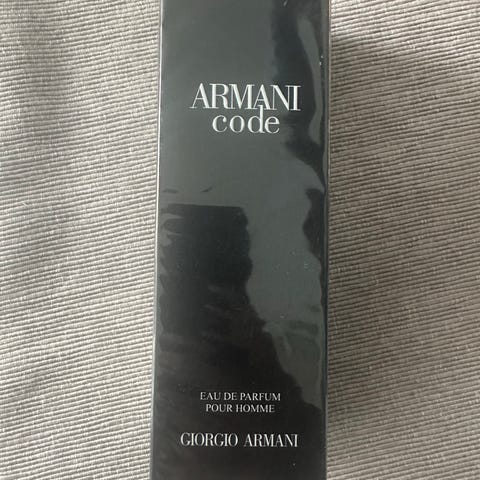 ARMANI
code
EAU DE PARFUM
POUR HOMME
GIORGIO ARMANI